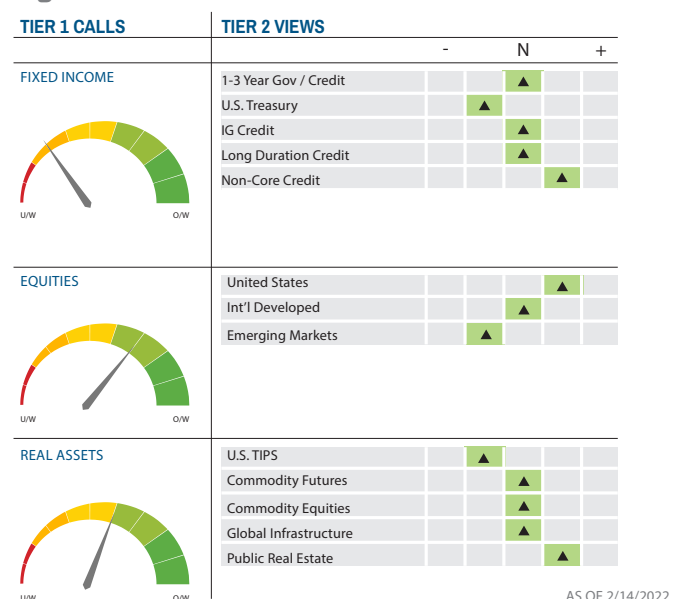 TIER 1 CALLS
TIER 2 VIEWS
- N +
FIXED INCOME
1-3 Year Gov / Credit
U.S. Treasury
IG Credit
Long Duration Credit
Non-Core Credit
U/W O/W
EQUITIES
United States
Int'l Developed
Emerging Markets
U/W O/W
REAL ASSETS
U.S. TIPS
Commodity Futures
Commodity Equities
Global Infrastructure
Public Real Estate
U/W O/W
AS OF 2/14/2022